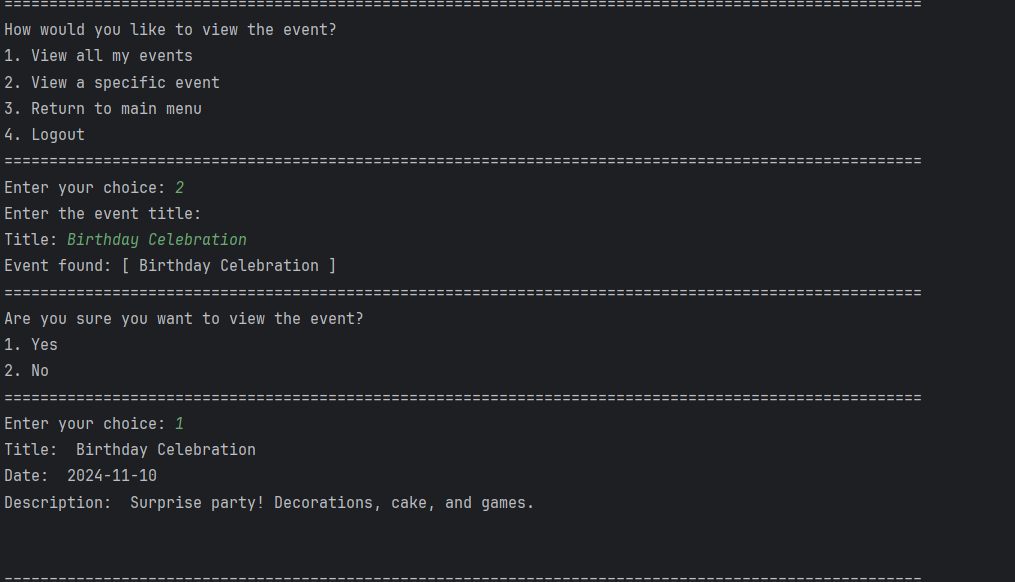 ======================================================================================================
How would you like to view the event?
1. View all my events
2. View a specific event
3. Return to main menu
4. Logout
======================================================================================================
Enter your choice: 2
Enter the event title:
Title: Birthday Celebration
Event found: [ Birthday Celebration ]
======================================================================================================
Are you sure you want to view the event?
1. Yes
2. No
======================================================================================================
Enter your choice: 1
Title:  Birthday Celebration
Date:  2024-11-10
Description:  Surprise party! Decorations, cake, and games.
======================================================================================================